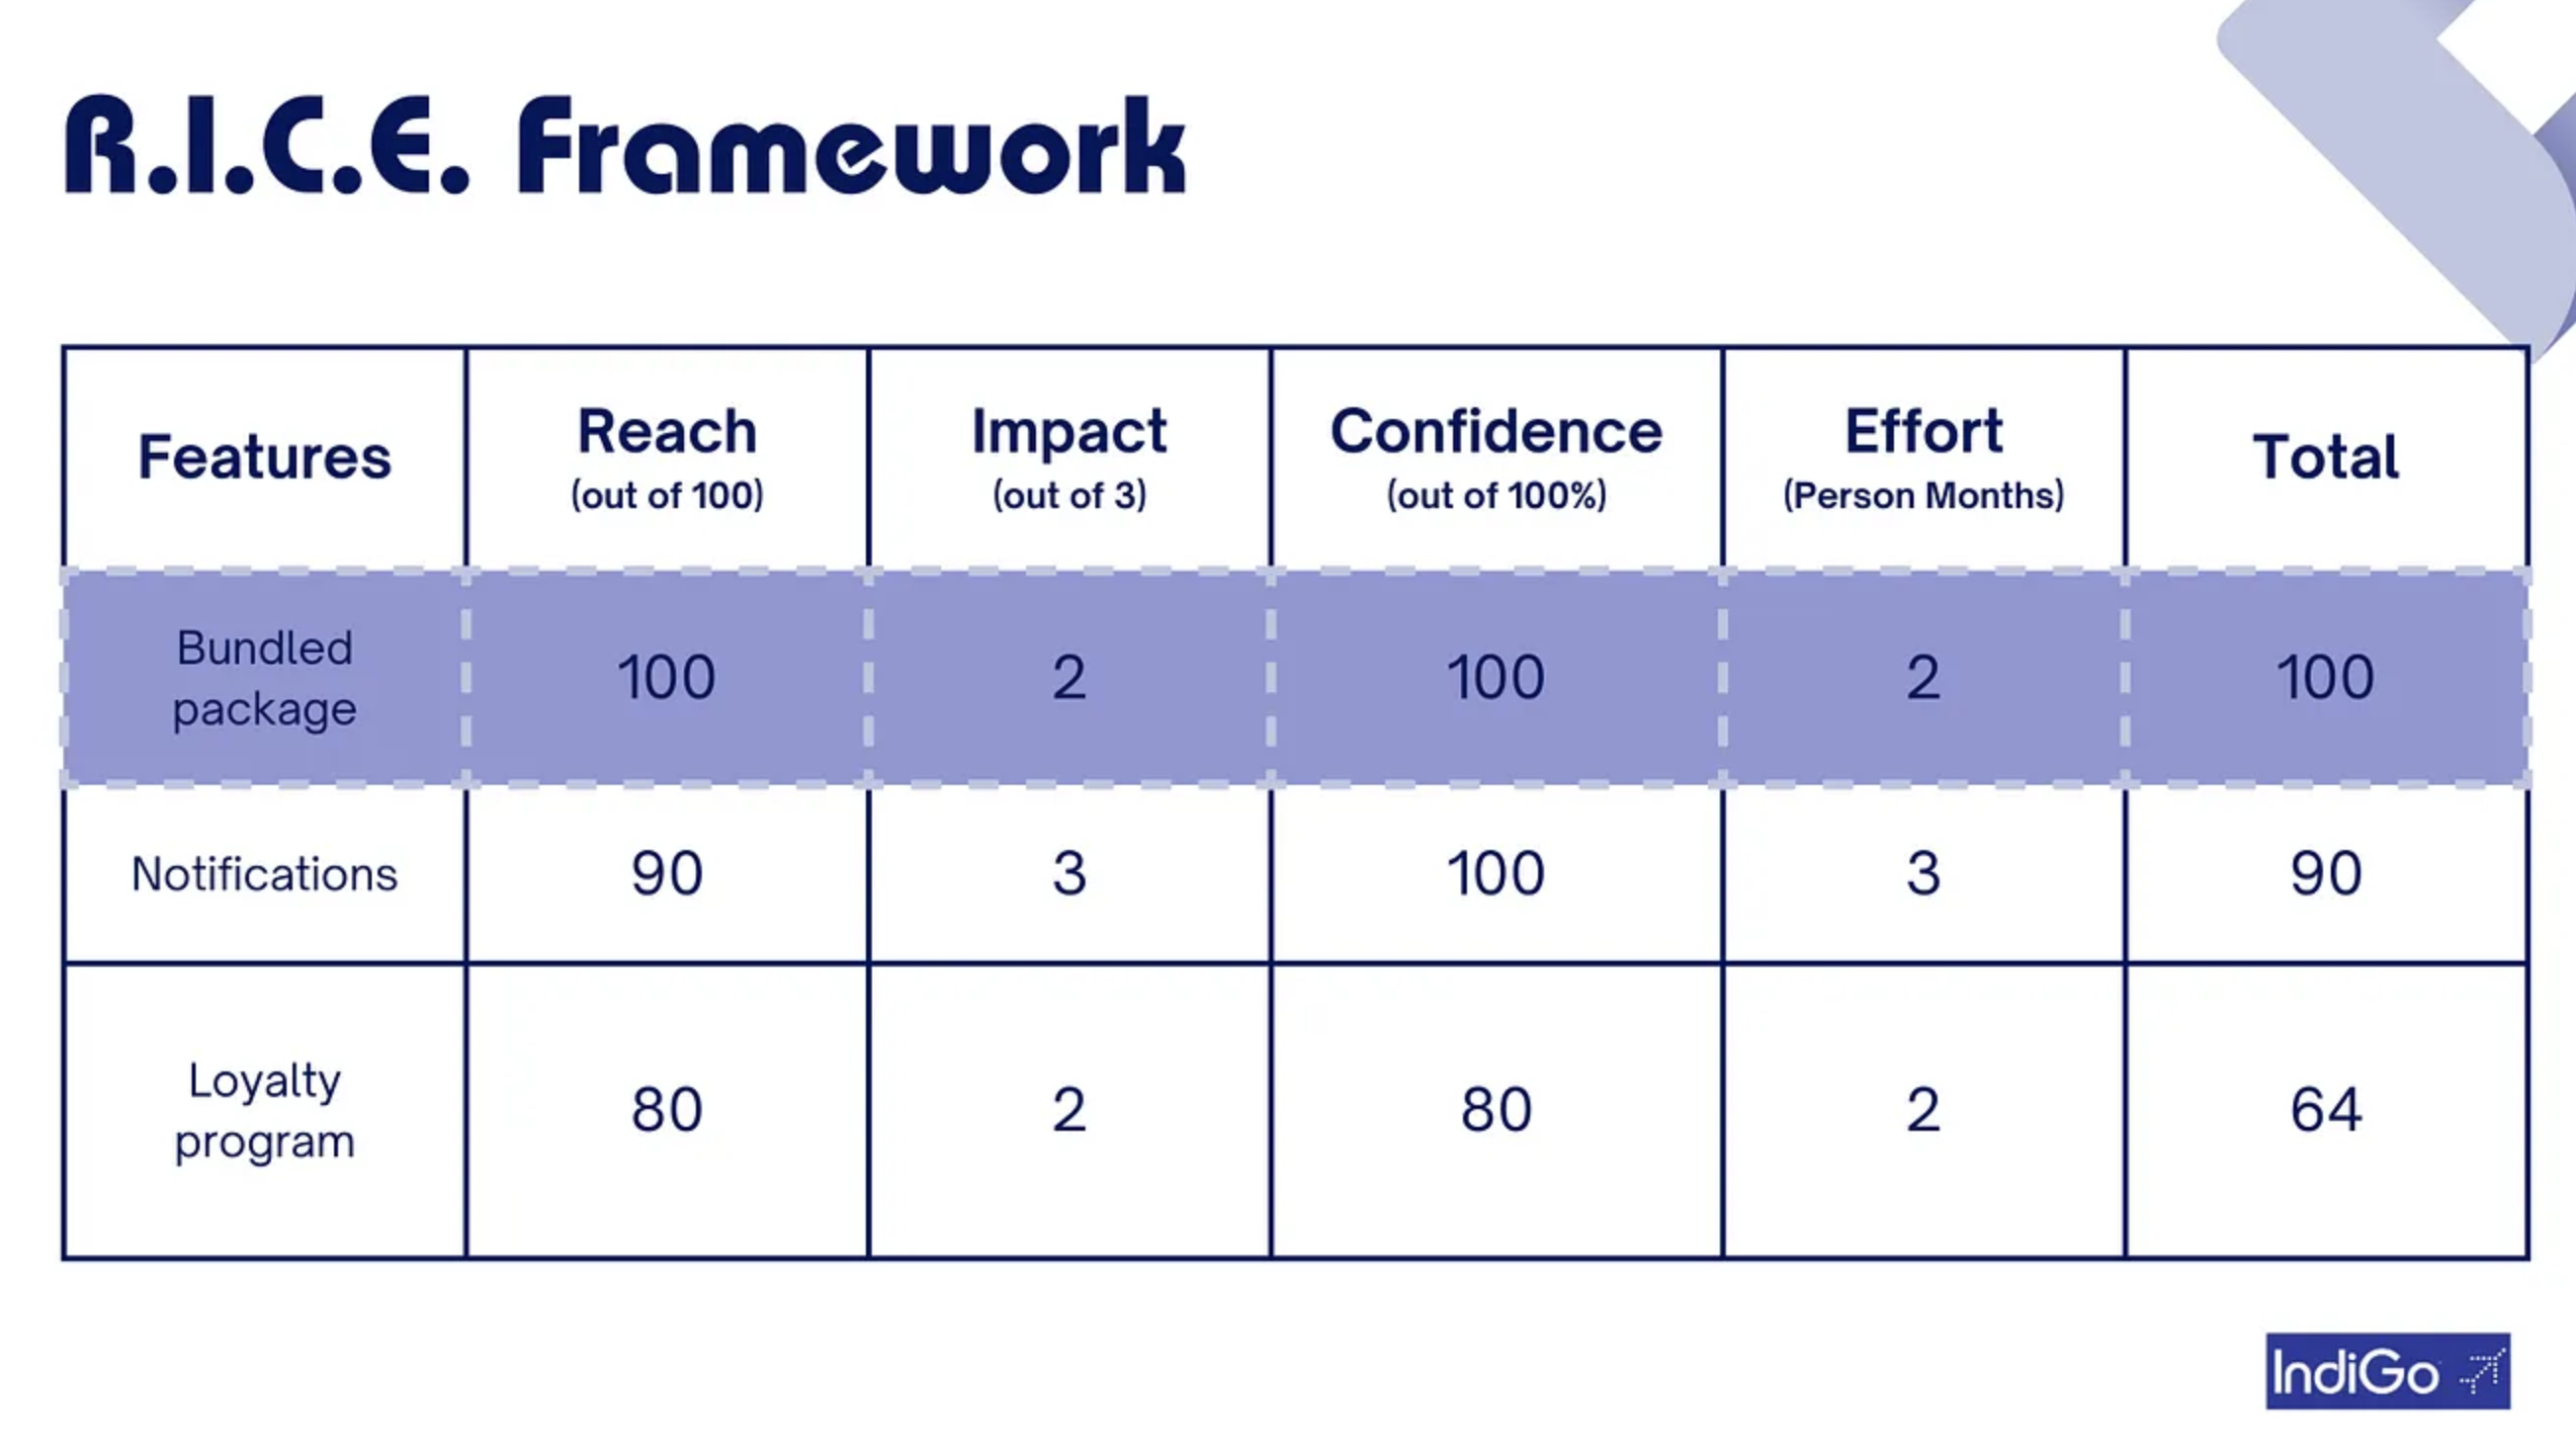 R.I.C.E. Framework
Features
Reach
(out of 100)
Impact
(out of 3)
Confidence
(out of 100%)
Effort
(Person Months)
Total
Bundled
package
100
2
100
2
100
Notifications
90
3
100
3
90
Loyalty
program
80
2
80
2
64
IndiGo